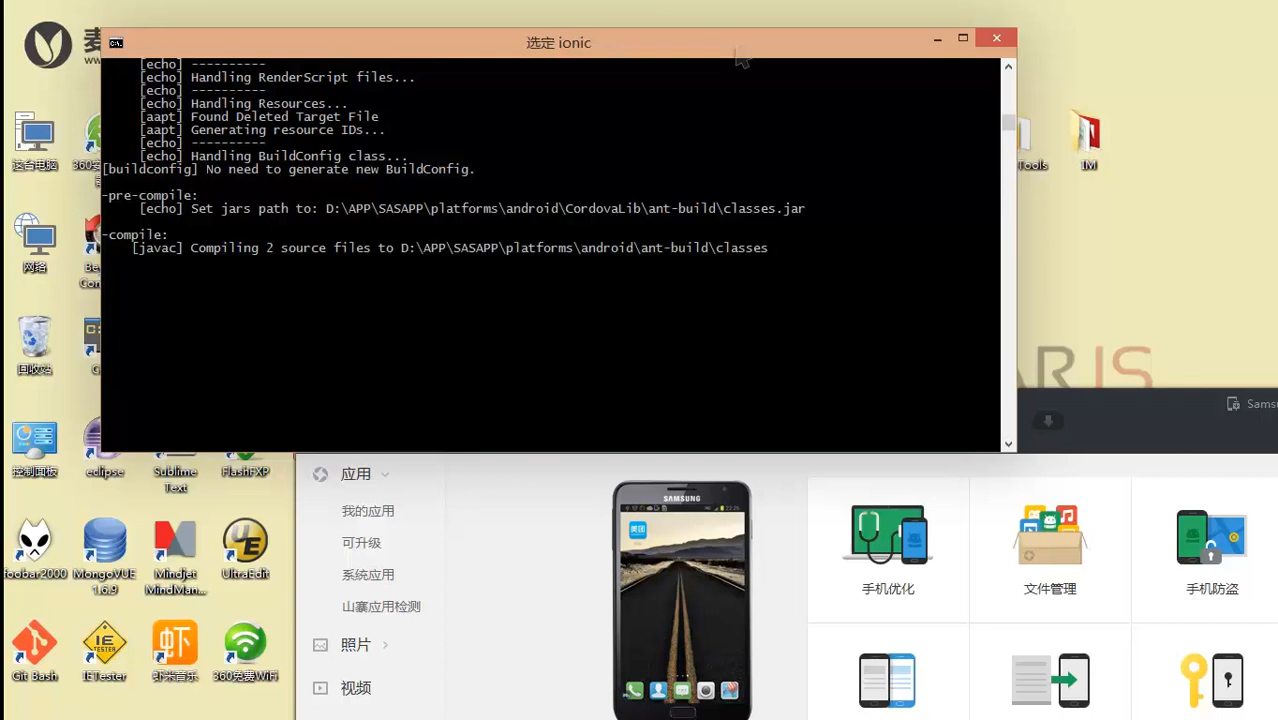 麦
www
选定 ionic
[echo] ----------
[echo] Handling RenderScript files...
[echo] ----------
[echo] Handling Resources...
[aapt] Found Deleted Target File
[aapt] Generating resource IDs...
[echo] ----------
[echo] Handling BuildConfig class...
[buildconfig] No need to generate new BuildConfig.
-pre-compile:
[echo] Set jars path to: D:\APP\SASAPP\platforms\android\CordovaLib\ant-build\classes.jar
-compile:
[javac] Compiling 2 source files to D:\APP\SASAPP\platforms\android\ant-build\classes
这台电脑
网络
回收站
控制面板
eclipse
Sublime Text
FlashFXP
foobar2000
MongoVUE 1.6.9
Mindjet MindMan...
UltraEdit
Git Bash
IETester
虾米音乐
360免费WiFi
Tools
IM
ARIS
Samsu
应用
我的应用
可升级
系统应用
山寨应用检测
照片
视频
SAMSUNG
美团
手机优化
文件管理
手机防盗